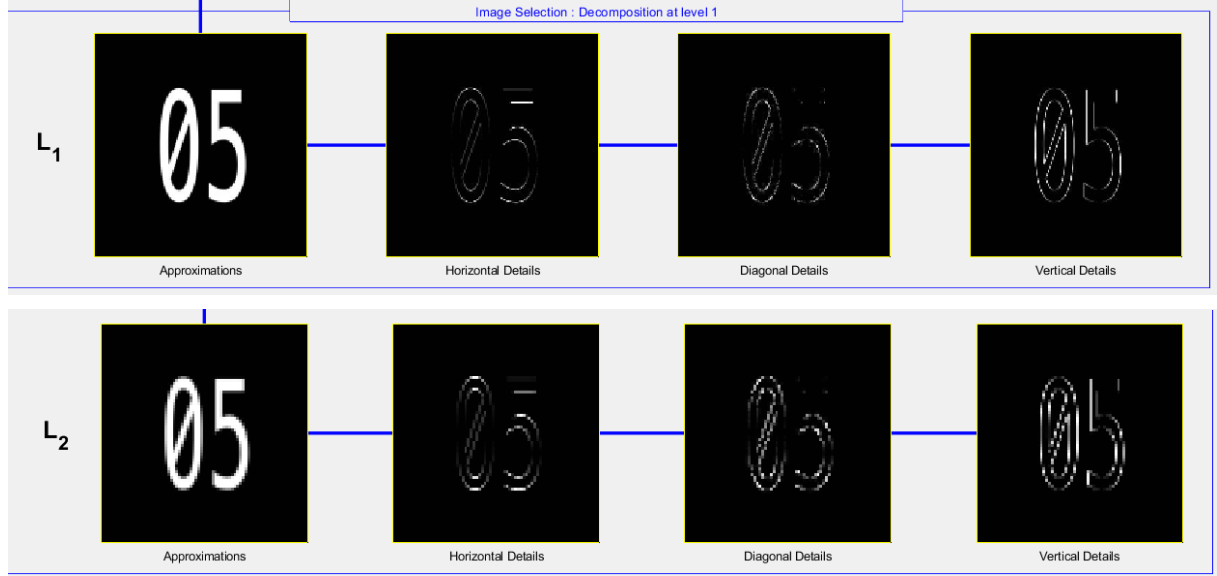 Image Selection : Decomposition at level 1
L1
05
05
05
05
Approximations
Horizontal Details
Diagonal Details
Vertical Details
L2
05
05
05
05
Approximations
Horizontal Details
Diagonal Details
Vertical Details